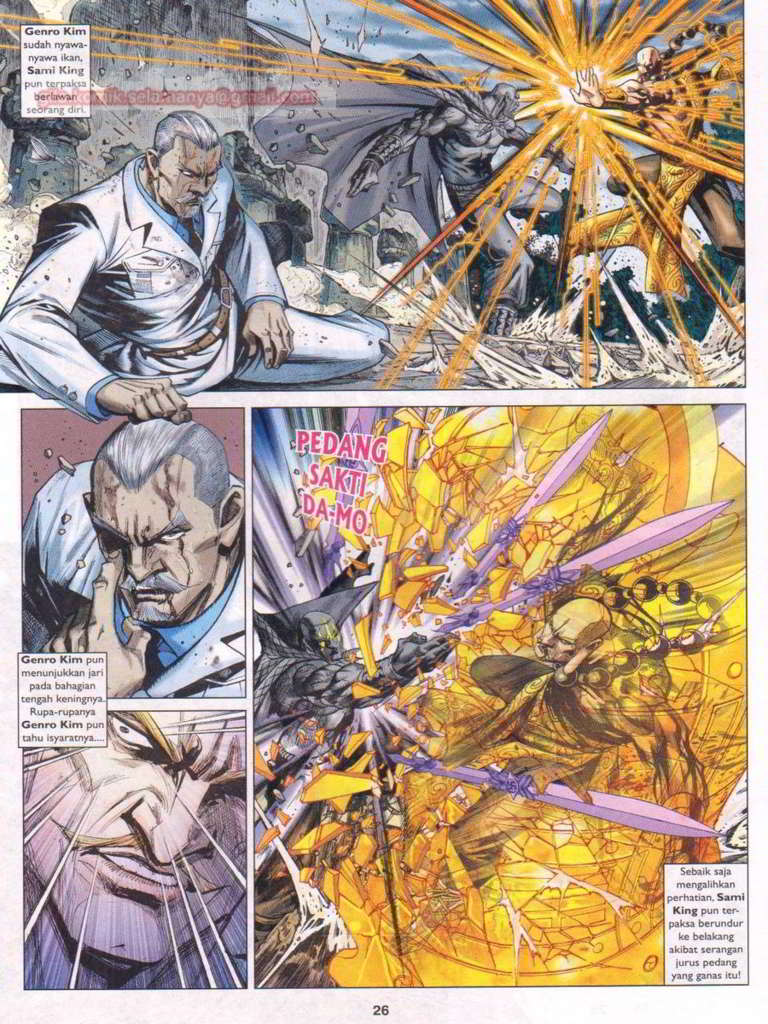 Genro Kim
sudah nyawa-
nyawa ikan,
Sami King
pun terpaksa
berlawan
seorang diri.
PEDANG
SAKTI
DA-MO
Genro Kim pun
menunjukkan jari
pada bahagian
tengah keningnya.
Rupa-rupanya
Genro Kim pun
tahu isyaratnya....
Sebaik saja
mengalihkan
perhatian, Sami
King pun ter-
paksa berundur
ke belakang
akibat serangan
jurus pedang
yang ganas itu!
26